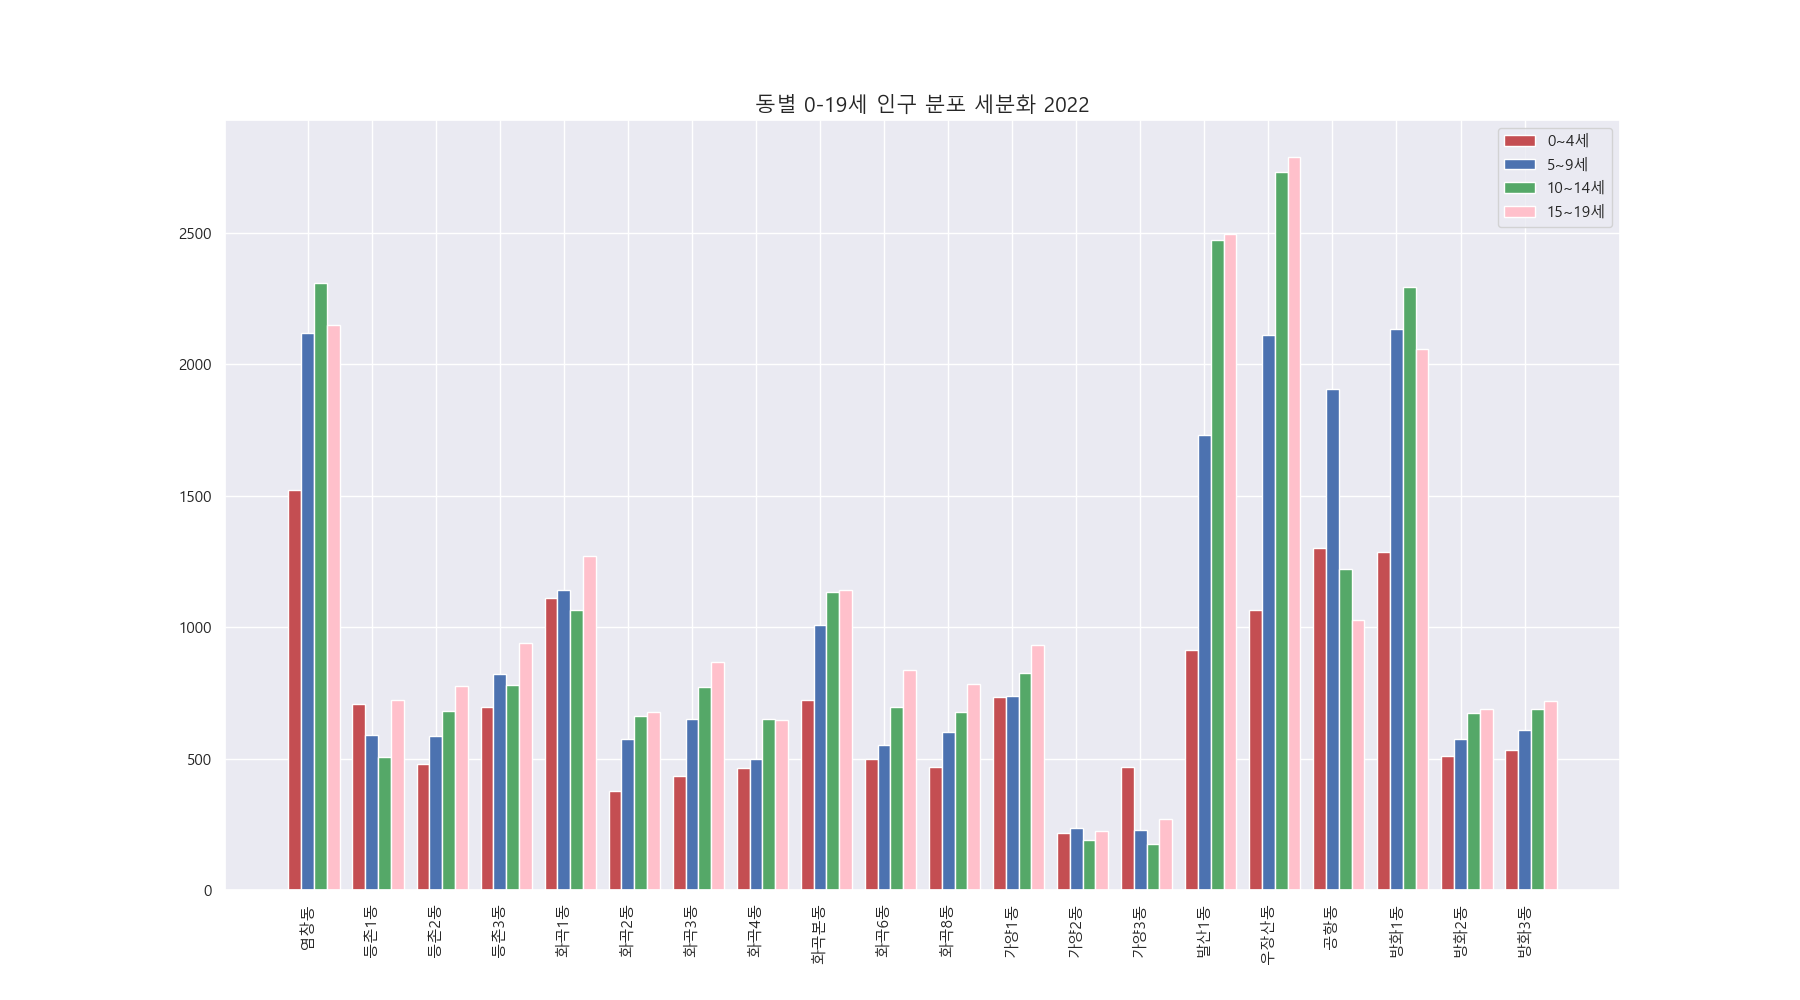 동별 0-19세 인구 분포 세분화 2022
0~4세
5~9세
10~14세
15~19세
2500
2000
1500
1000
500
0
염창동
등촌1동
등촌2동
등촌3동
화곡1동
화곡2동
화곡3동
화곡4동
화곡본동
화곡6동
화곡8동
가양1동
가양2동
가양3동
발산1동
우장산동
공항동
방화1동
방화2동
방화3동